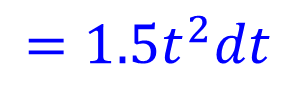 = 1.5t²dt